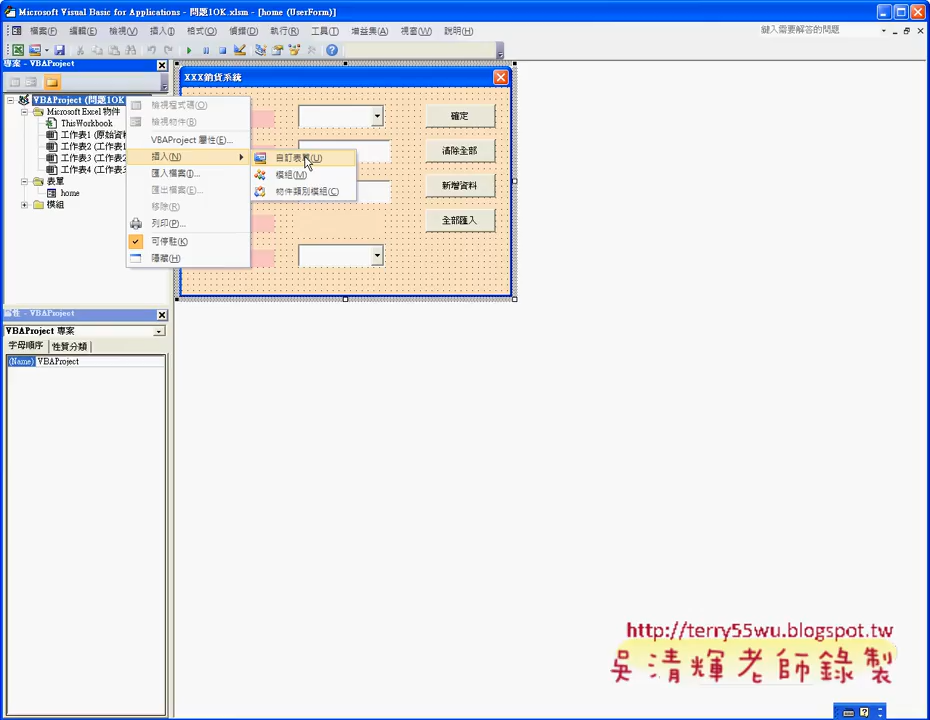 Microsoft Visual Basic for Applications - 問題1OK.xlsm - [home (UserForm)]
檔案(F) 編輯(E) 檢視(V) 插入(I) 格式(O) 偵錯(D) 執行(R) 工具(T) 增益集(A) 視窗(W) 說明(H) 鍵入需要解答的問題
專案 - VBAProject
VBAProject (問題1OK
Microsoft Excel 物件
ThisWorkbook
工作表1 (原始資料
工作表2 (工作表
工作表3 (工作表2
工作表4 (工作表3
表單
home
模組
檢視程式碼(O)
檢視物件(B)
VBAProject 屬性(E)...
插入(N)
匯入檔案(I)...
匯出檔案(E)...
移除(R)
列印(P)...
可停駐(K)
隱藏(H)
自訂表單(U)
模組(M)
物件類別模組(C)
XXX銷貨系統
確定
清除全部
新增資料
全部匯入
屬性 - VBAProject
VBAProject 專案
字母順序 性質分類
(Name) VBAProject
http://terry55wu.blogspot.tw
吳清輝老師錄製